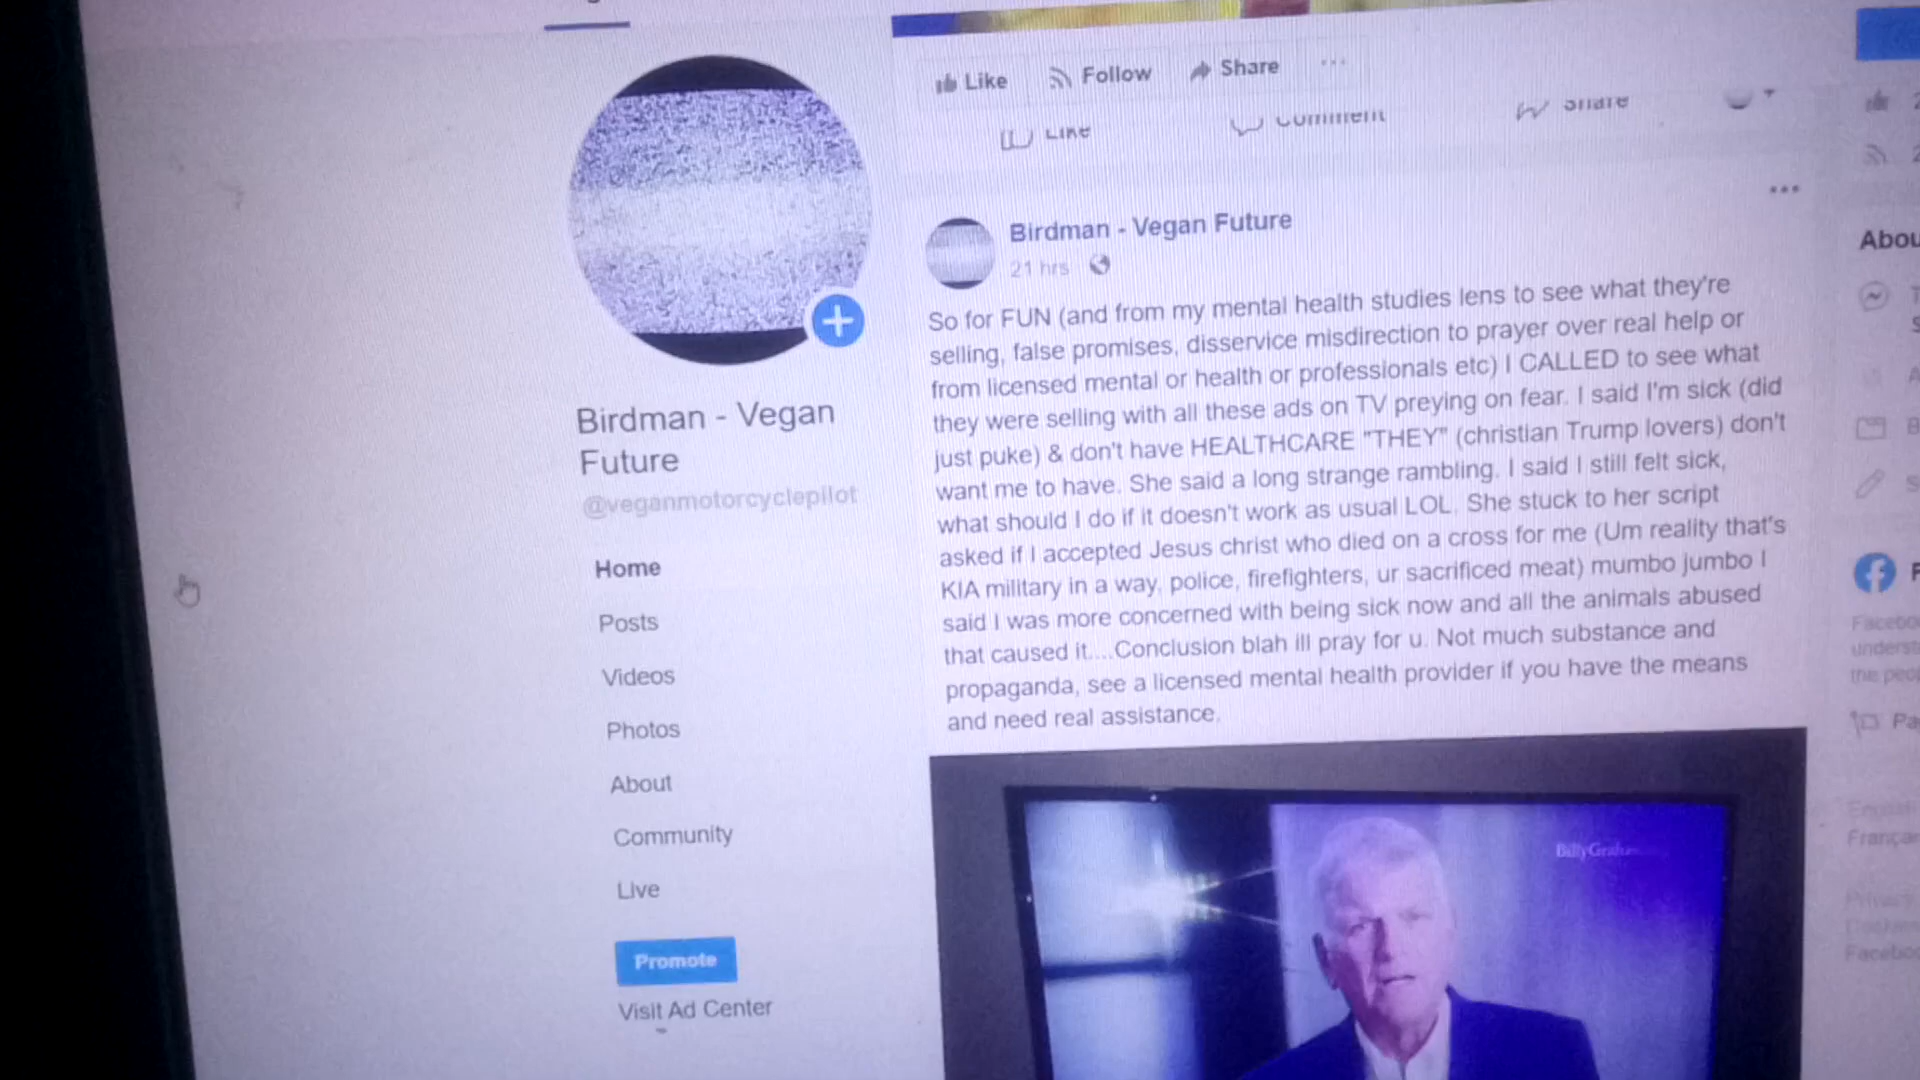 Like Follow Share
Like Comment Share
Birdman - Vegan Future
21 hrs
So for FUN (and from my mental health studies lens to see what they're
selling, false promises, disservice misdirection to prayer over real help or
from licensed mental or health or professionals etc) I CALLED to see what
they were selling with all these ads on TV preying on fear. I said I'm sick (did
just puke) & don't have HEALTHCARE "THEY" (christian Trump lovers) don't
want me to have. She said a long strange rambling. I said I still felt sick,
what should I do if it doesn't work as usual LOL. She stuck to her script
asked if I accepted Jesus christ who died on a cross for me (Um reality that's
KIA military in a way, police, firefighters, ur sacrificed meat) mumbo jumbo I
said I was more concerned with being sick now and all the animals abused
that caused it....Conclusion blah ill pray for u. Not much substance and
propaganda, see a licensed mental health provider if you have the means
and need real assistance.
Birdman - Vegan
Future
@veganmotorcyclepilot
Home
Posts
Videos
Photos
About
Community
Live
Promote
Visit Ad Center